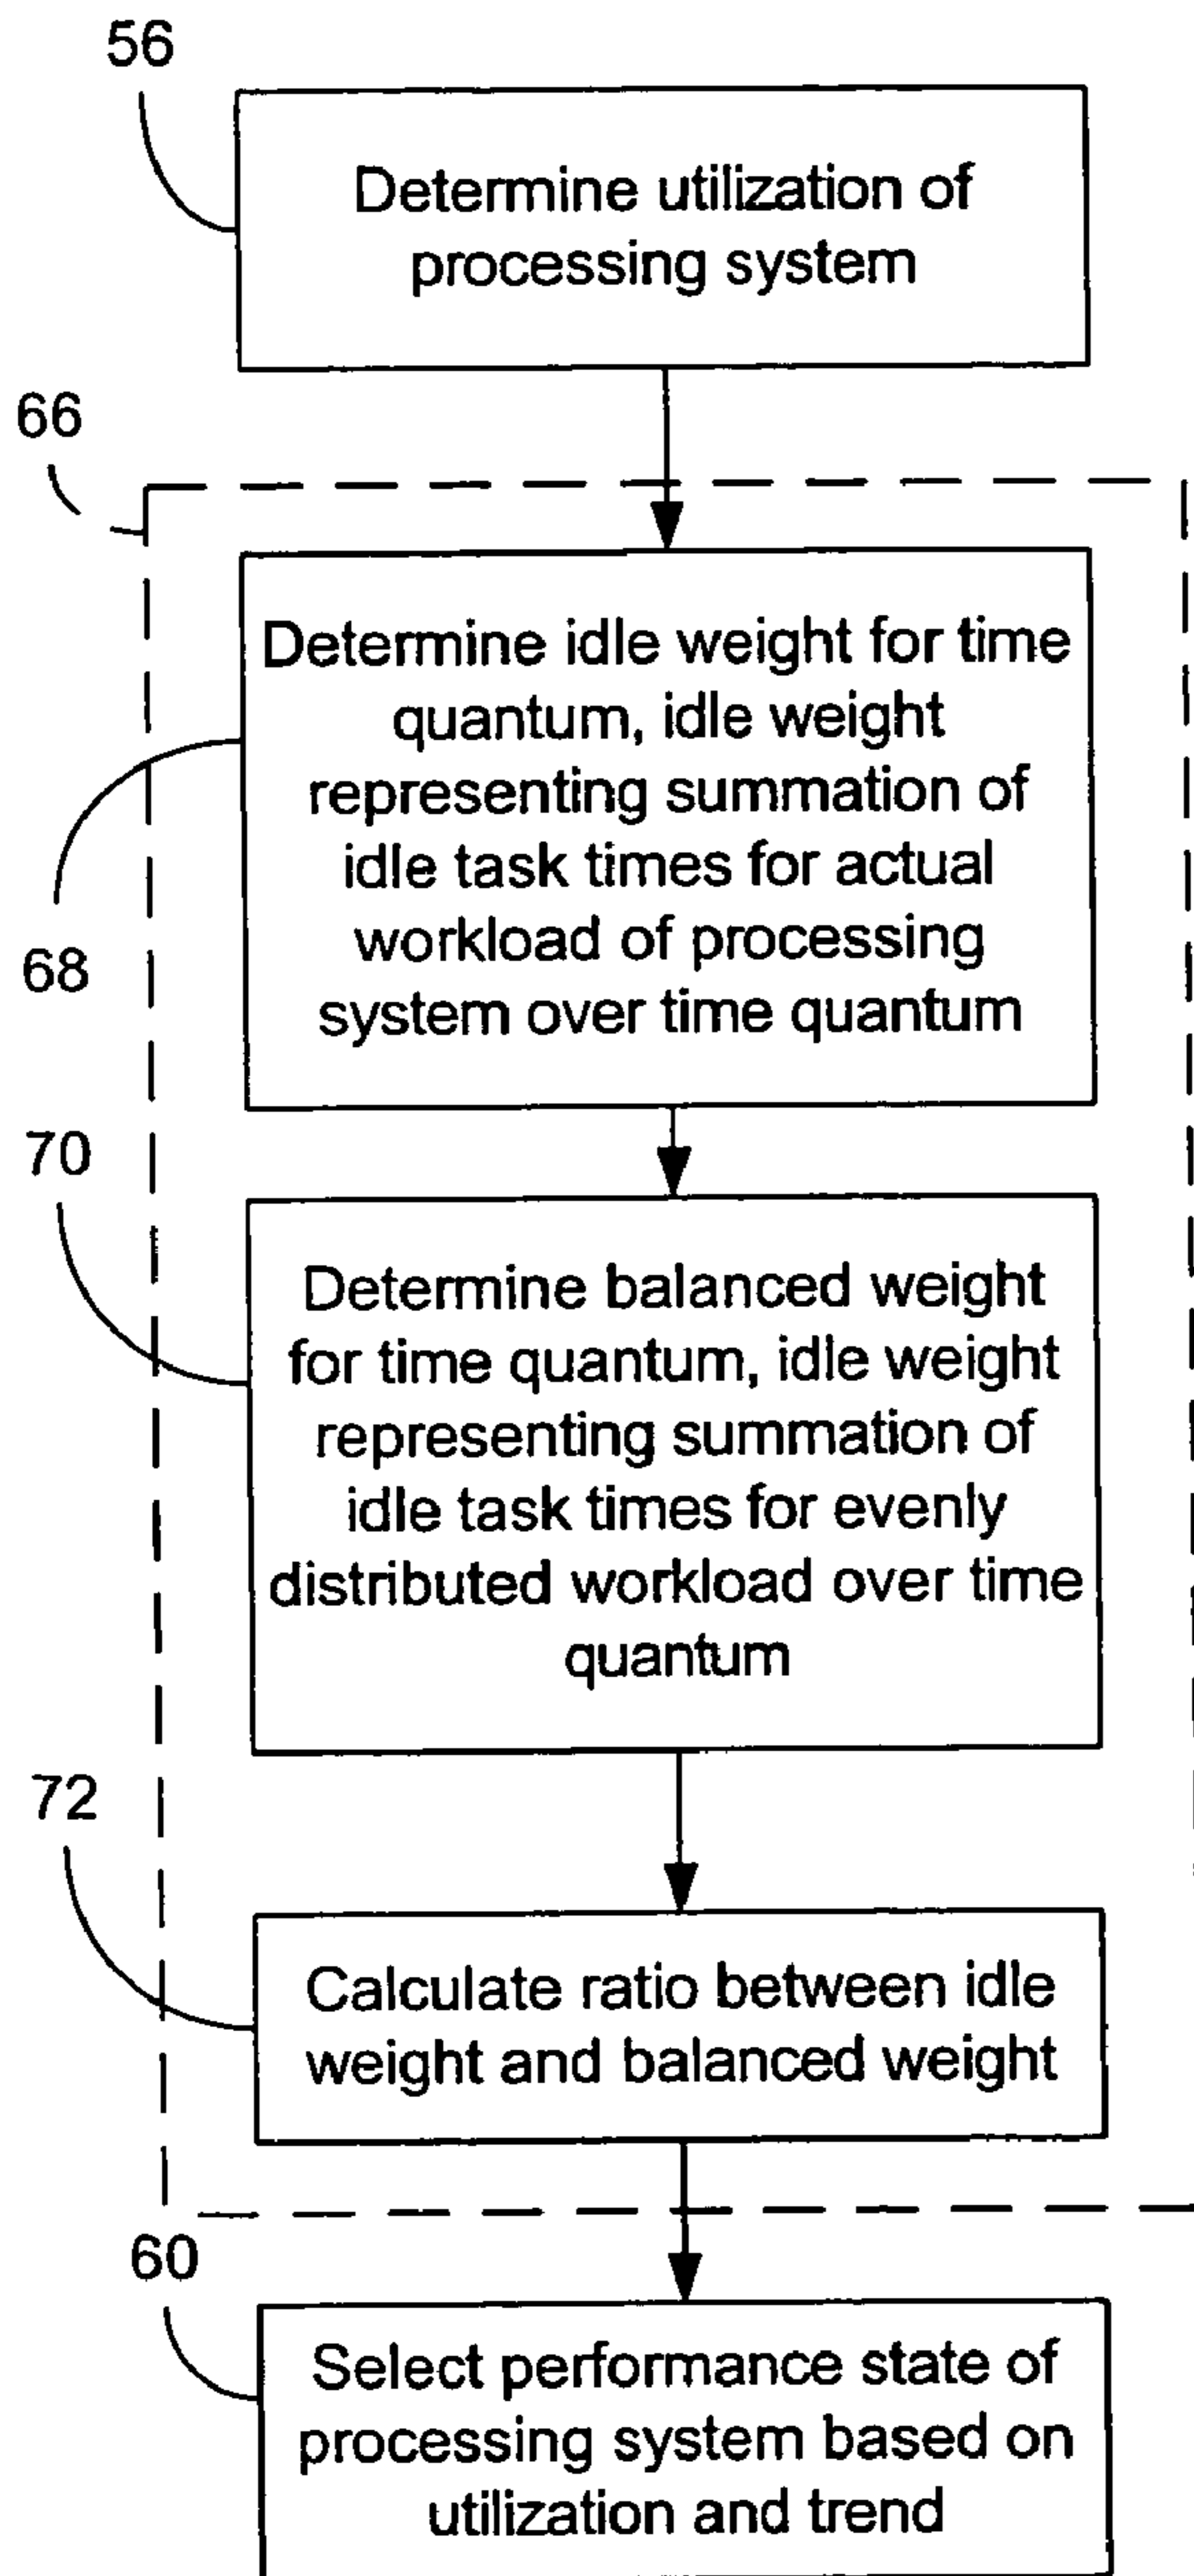 56
Determine utilization of
processing system
66
Determine idle weight for time
quantum, idle weight
representing summation of
idle task times for actual
workload of processing
system over time quantum
68
70
Determine balanced weight
for time quantum, idle weight
representing summation of
idle task times for evenly
distributed workload over time
quantum
72
Calculate ratio between idle
weight and balanced weight
60
Select performance state of
processing system based on
utilization and trend